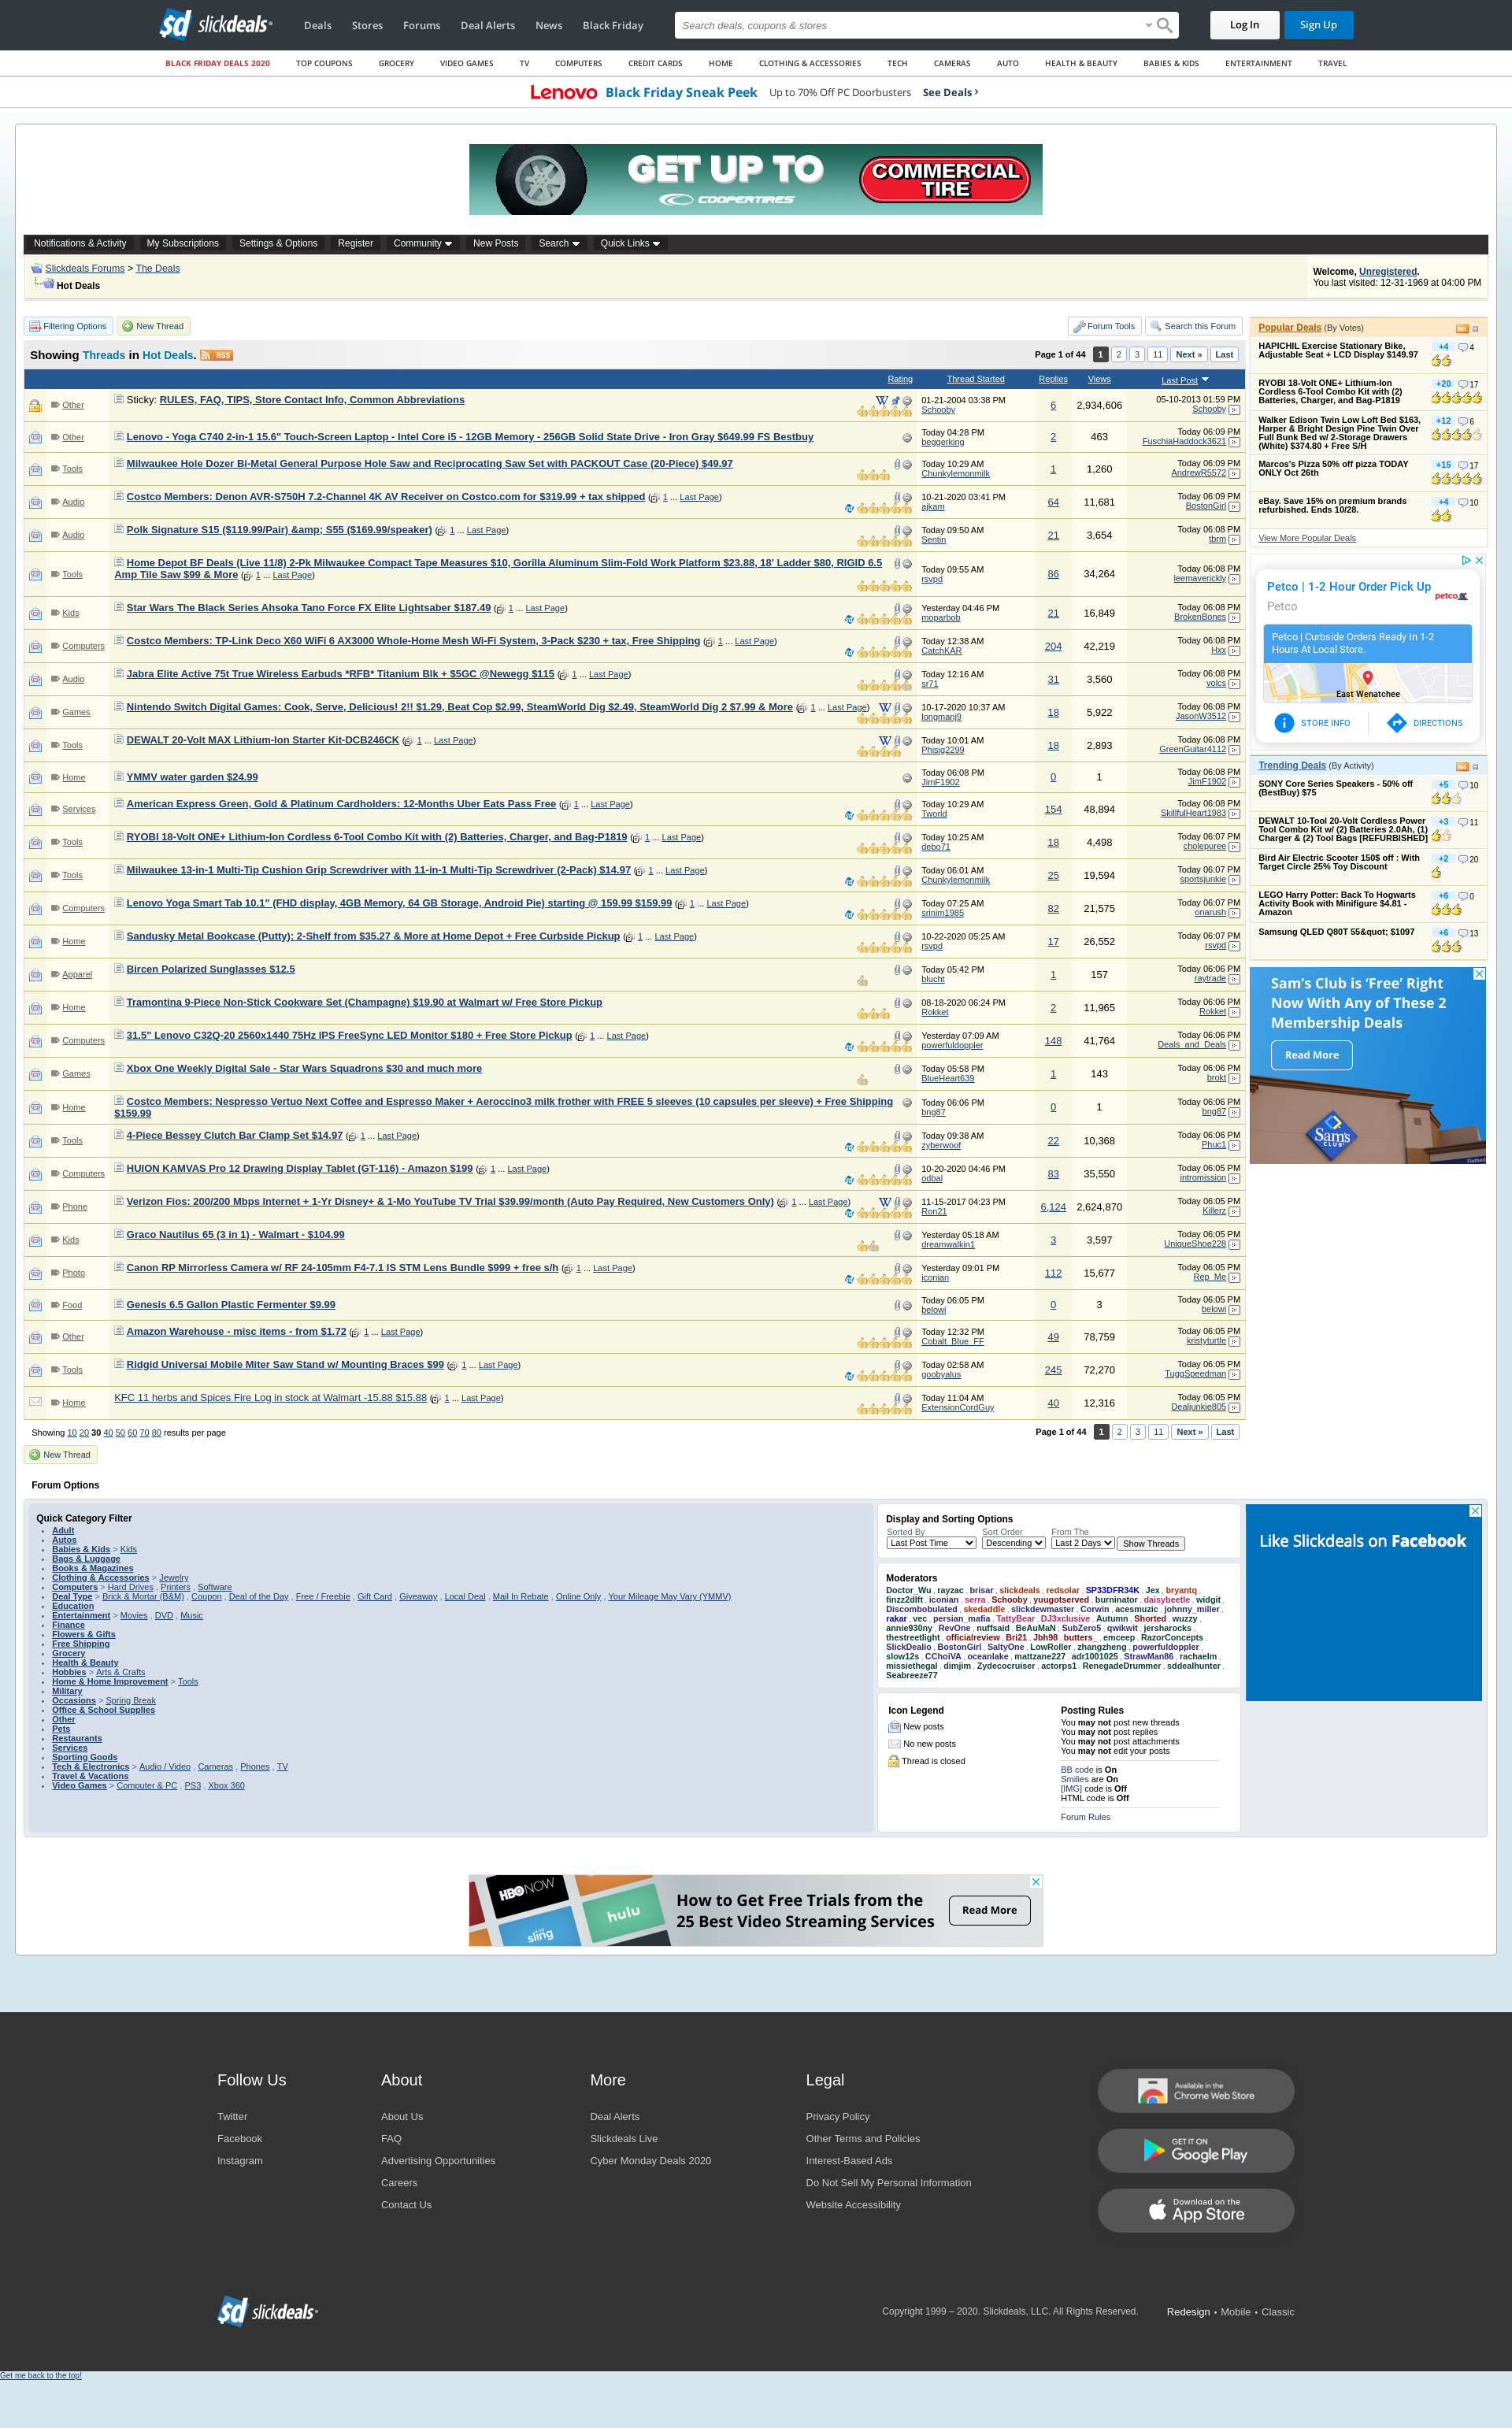 sd slickdeals
Deals Stores Forums Deal Alerts News Black Friday
Search deals, coupons & stores
Log In Sign Up
BLACK FRIDAY DEALS 2020 TOP COUPONS GROCERY VIDEO GAMES TV COMPUTERS CREDIT CARDS HOME CLOTHING & ACCESSORIES TECH CAMERAS AUTO HEALTH & BEAUTY BABIES & KIDS ENTERTAINMENT TRAVEL
Lenovo Black Friday Sneak Peek Up to 70% Off PC Doorbusters See Deals ›
GET UP TO
COOPERTIRES
COMMERCIAL TIRE
Notifications & Activity My Subscriptions Settings & Options Register Community New Posts Search Quick Links
Slickdeals Forums > The Deals
Hot Deals
Welcome, Unregistered.
You last visited: 12-31-1969 at 04:00 PM
Filtering Options New Thread Forum Tools Search this Forum
Showing Threads in Hot Deals. RSS
Page 1 of 44 1 2 3 11 Next » Last
Rating Thread Started Replies Views Last Post
Other Sticky: RULES, FAQ, TIPS, Store Contact Info, Common Abbreviations 01-21-2004 03:38 PM Schooby 6 2,934,606 05-10-2013 01:59 PM Schooby
Other Lenovo - Yoga C740 2-in-1 15.6" Touch-Screen Laptop - Intel Core i5 - 12GB Memory - 256GB Solid State Drive - Iron Gray $649.99 FS Bestbuy Today 04:28 PM beggerking 2 463 Today 06:09 PM FuschiaHaddock3621
Tools Milwaukee Hole Dozer Bi-Metal General Purpose Hole Saw and Reciprocating Saw Set with PACKOUT Case (20-Piece) $49.97 Today 10:29 AM Chunkylemonmilk 1 1,260 Today 06:09 PM AndrewR5572
Audio Costco Members: Denon AVR-S750H 7.2-Channel 4K AV Receiver on Costco.com for $319.99 + tax shipped ( 1 ... Last Page) 10-21-2020 03:41 PM ajkam 64 11,681 Today 06:09 PM BostonGirl
Audio Polk Signature S15 ($119.99/Pair) &amp; S55 ($169.99/speaker) ( 1 ... Last Page) Today 09:50 AM Sentin 21 3,654 Today 06:08 PM tbrm
Tools Home Depot BF Deals (Live 11/8) 2-Pk Milwaukee Compact Tape Measures $10, Gorilla Aluminum Slim-Fold Work Platform $23.88, 18' Ladder $80, RIGID 6.5 Amp Tile Saw $99 & More ( 1 ... Last Page) Today 09:55 AM rsvpd 86 34,264 Today 06:08 PM leemaverickly
Kids Star Wars The Black Series Ahsoka Tano Force FX Elite Lightsaber $187.49 ( 1 ... Last Page) Yesterday 04:46 PM moparbob 21 16,849 Today 06:08 PM BrokenBones
Computers Costco Members: TP-Link Deco X60 WiFi 6 AX3000 Whole-Home Mesh Wi-Fi System, 3-Pack $230 + tax, Free Shipping ( 1 ... Last Page) Today 12:38 AM CatchKAR 204 42,219 Today 06:08 PM Hxx
Audio Jabra Elite Active 75t True Wireless Earbuds *RFB* Titanium Blk + $5GC @Newegg $115 ( 1 ... Last Page) Today 12:16 AM sr71 31 3,560 Today 06:08 PM volcs
Games Nintendo Switch Digital Games: Cook, Serve, Delicious! 2!! $1.29, Beat Cop $2.99, SteamWorld Dig $2.49, SteamWorld Dig 2 $7.99 & More ( 1 ... Last Page) 10-17-2020 10:37 AM longmanj9 18 5,922 Today 06:08 PM JasonW3512
Tools DEWALT 20-Volt MAX Lithium-Ion Starter Kit-DCB246CK ( 1 ... Last Page) Today 10:01 AM Phisig2299 18 2,893 Today 06:08 PM GreenGuitar4112
Home YMMV water garden $24.99 Today 06:08 PM JimF1902 0 1 Today 06:08 PM JimF1902
Services American Express Green, Gold & Platinum Cardholders: 12-Months Uber Eats Pass Free ( 1 ... Last Page) Today 10:29 AM Tworld 154 48,894 Today 06:08 PM SkillfulHeart1983
Tools RYOBI 18-Volt ONE+ Lithium-Ion Cordless 6-Tool Combo Kit with (2) Batteries, Charger, and Bag-P1819 ( 1 ... Last Page) Today 10:25 AM debo71 18 4,498 Today 06:07 PM cholepuree
Tools Milwaukee 13-in-1 Multi-Tip Cushion Grip Screwdriver with 11-in-1 Multi-Tip Screwdriver (2-Pack) $14.97 ( 1 ... Last Page) Today 06:01 AM Chunkylemonmilk 25 19,594 Today 06:07 PM sportsjunkie
Computers Lenovo Yoga Smart Tab 10.1" (FHD display, 4GB Memory, 64 GB Storage, Android Pie) starting @ 159.99 $159.99 ( 1 ... Last Page) Today 07:25 AM srinim1985 82 21,575 Today 06:07 PM onarush
Home Sandusky Metal Bookcase (Putty): 2-Shelf from $35.27 & More at Home Depot + Free Curbside Pickup ( 1 ... Last Page) 10-22-2020 05:25 AM rsvpd 17 26,552 Today 06:07 PM rsvpd
Apparel Bircen Polarized Sunglasses $12.5 Today 05:42 PM blucht 1 157 Today 06:06 PM raytrade
Home Tramontina 9-Piece Non-Stick Cookware Set (Champagne) $19.90 at Walmart w/ Free Store Pickup 08-18-2020 06:24 PM Rokket 2 11,965 Today 06:06 PM Rokket
Computers 31.5" Lenovo C32Q-20 2560x1440 75Hz IPS FreeSync LED Monitor $180 + Free Store Pickup ( 1 ... Last Page) Yesterday 07:09 AM powerfuldoppler 148 41,764 Today 06:06 PM Deals_and_Deals
Games Xbox One Weekly Digital Sale - Star Wars Squadrons $30 and much more Today 05:58 PM BlueHeart639 1 143 Today 06:06 PM brokt
Home Costco Members: Nespresso Vertuo Next Coffee and Espresso Maker + Aeroccino3 milk frother with FREE 5 sleeves (10 capsules per sleeve) + Free Shipping $159.99 Today 06:06 PM bng87 0 1 Today 06:06 PM bng87
Tools 4-Piece Bessey Clutch Bar Clamp Set $14.97 ( 1 ... Last Page) Today 09:38 AM zyberwoof 22 10,368 Today 06:06 PM Phuc1
Computers HUION KAMVAS Pro 12 Drawing Display Tablet (GT-116) - Amazon $199 ( 1 ... Last Page) 10-20-2020 04:46 PM odbal 83 35,550 Today 06:05 PM intromission
Phone Verizon Fios: 200/200 Mbps Internet + 1-Yr Disney+ & 1-Mo YouTube TV Trial $39.99/month (Auto Pay Required, New Customers Only) ( 1 ... Last Page) 11-15-2017 04:23 PM Ron21 6,124 2,624,870 Today 06:05 PM Killerz
Kids Graco Nautilus 65 (3 in 1) - Walmart - $104.99 Yesterday 05:18 AM dreamwalkin1 3 3,597 Today 06:05 PM UniqueShoe228
Photo Canon RP Mirrorless Camera w/ RF 24-105mm F4-7.1 IS STM Lens Bundle $999 + free s/h ( 1 ... Last Page) Yesterday 09:01 PM iconian 112 15,677 Today 06:05 PM Rep_Me
Food Genesis 6.5 Gallon Plastic Fermenter $9.99 Today 06:05 PM belowi 0 3 Today 06:05 PM belowi
Other Amazon Warehouse - misc items - from $1.72 ( 1 ... Last Page) Today 12:32 PM Cobalt_Blue_FF 49 78,759 Today 06:05 PM kristyturtle
Tools Ridgid Universal Mobile Miter Saw Stand w/ Mounting Braces $99 ( 1 ... Last Page) Today 02:58 AM goobyalus 245 72,270 Today 06:05 PM TuggSpeedman
Home KFC 11 herbs and Spices Fire Log in stock at Walmart -15.88 $15.88 ( 1 ... Last Page) Today 11:04 AM ExtensionCordGuy 40 12,316 Today 06:05 PM Dealjunkie805
Showing 10 20 30 40 50 60 70 80 results per page
Page 1 of 44 1 2 3 11 Next » Last
New Thread
Popular Deals (By Votes)
HAPICHIL Exercise Stationary Bike, Adjustable Seat + LCD Display $149.97 +4 4
RYOBI 18-Volt ONE+ Lithium-Ion Cordless 6-Tool Combo Kit with (2) Batteries, Charger, and Bag-P1819 +20 17
Walker Edison Twin Low Loft Bed $163, Harper & Bright Design Pine Twin Over Full Bunk Bed w/ 2-Storage Drawers (White) $374.80 + Free S/H +12 6
Marcos's Pizza 50% off pizza TODAY ONLY Oct 26th +15 17
eBay. Save 15% on premium brands refurbished. Ends 10/28. +4 10
View More Popular Deals
Petco | 1-2 Hour Order Pick Up
Petco
petco
Petco | Curbside Orders Ready In 1-2 Hours At Local Store.
East Wenatchee
STORE INFO DIRECTIONS
Trending Deals (By Activity)
SONY Core Series Speakers - 50% off (BestBuy) $75 +5 10
DEWALT 10-Tool 20-Volt Cordless Power Tool Combo Kit w/ (2) Batteries 2.0Ah, (1) Charger & (2) Tool Bags [REFURBISHED] +3 11
Bird Air Electric Scooter 150$ off : With Target Circle 25% Toy Discount +2 20
LEGO Harry Potter: Back To Hogwarts Activity Book with Minifigure $4.81 - Amazon +6 0
Samsung QLED Q80T 55&quot; $1097 +6 13
Sam's Club is 'Free' Right
Now With Any of These 2
Membership Deals
Read More
Sam's CLUB
Forum Options
Quick Category Filter
Adult
Autos
Babies & Kids > Kids
Bags & Luggage
Books & Magazines
Clothing & Accessories > Jewelry
Computers > Hard Drives , Printers , Software
Deal Type > Brick & Mortar (B&M) , Coupon , Deal of the Day , Free / Freebie , Gift Card , Giveaway , Local Deal , Mail In Rebate , Online Only , Your Mileage May Vary (YMMV)
Education
Entertainment > Movies , DVD , Music
Finance
Flowers & Gifts
Free Shipping
Grocery
Health & Beauty
Hobbies > Arts & Crafts
Home & Home Improvement > Tools
Military
Occasions > Spring Break
Office & School Supplies
Other
Pets
Restaurants
Services
Sporting Goods
Tech & Electronics > Audio / Video , Cameras , Phones , TV
Travel & Vacations
Video Games > Computer & PC , PS3 , Xbox 360
Display and Sorting Options
Sorted By Sort Order From The
Last Post Time Descending Last 2 Days Show Threads
Moderators
Doctor_Wu , rayzac , brisar , slickdeals , redsolar , SP33DFR34K , Jex , bryantq ,
finzz2dlft , iconian , serra , Schooby , yuugotserved , burninator , daisybeetle , widgit ,
Discombobulated , skedaddle , slickdewmaster , Corwin , acesmuzic , johnny_miller ,
rakar , vec , persian_mafia , TattyBear , DJ3xclusive , Autumn , Shorted , wuzzy ,
annie930ny , RevOne , nuffsaid , BeAuMaN , SubZero5 , qwikwit , jersharocks ,
thestreetlight , officialreview , Bri21 , Jbh98 , butters_ , emceep , RazorConcepts ,
SlickDealio , BostonGirl , SaltyOne , LowRoller , zhangzheng , powerfuldoppler ,
slow12s , CChoiVA , oceanlake , mattzane227 , adr1001025 , StrawMan86 , rachaelm ,
missiethegal , dimjim , Zydecocruiser , actorps1 , RenegadeDrummer , sddealhunter ,
Seabreeze77
Icon Legend
New posts
No new posts
Thread is closed
Posting Rules
You may not post new threads
You may not post replies
You may not post attachments
You may not edit your posts
BB code is On
Smilies are On
[IMG] code is Off
HTML code is Off
Forum Rules
Like Slickdeals on Facebook
HBO NOW
hulu
sling
How to Get Free Trials from the
25 Best Video Streaming Services
Read More
Follow Us
Twitter
Facebook
Instagram
About
About Us
FAQ
Advertising Opportunities
Careers
Contact Us
More
Deal Alerts
Slickdeals Live
Cyber Monday Deals 2020
Legal
Privacy Policy
Other Terms and Policies
Interest-Based Ads
Do Not Sell My Personal Information
Website Accessibility
Available in the
Chrome Web Store
GET IT ON
Google Play
Download on the
App Store
sd slickdeals
Copyright 1999 – 2020. Slickdeals, LLC. All Rights Reserved.
Redesign • Mobile • Classic
Get me back to the top!